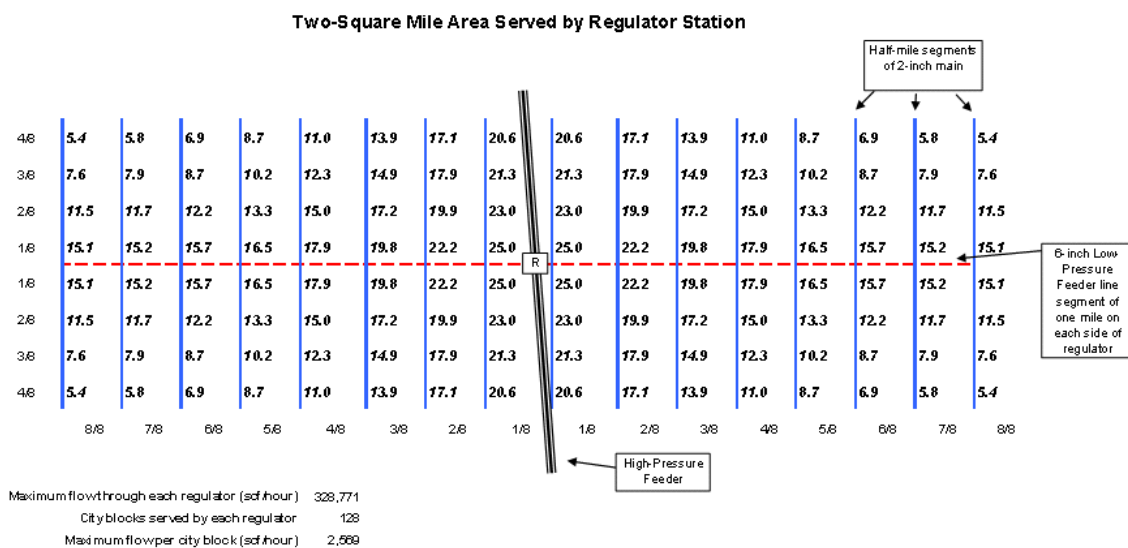 Two-Square Mile Area Served by Regulator Station
Half-mile segments
of 2-inch main
4/8 5.4 5.8 6.9 8.7 11.0 13.9 17.1 20.6 20.6 17.1 13.9 11.0 8.7 6.9 5.8 5.4
3/8 7.6 7.9 8.7 10.2 12.3 14.9 17.9 21.3 21.3 17.9 14.9 12.3 10.2 8.7 7.9 7.6
2/8 11.5 11.7 12.2 13.3 15.0 17.2 19.9 23.0 23.0 19.9 17.2 15.0 13.3 12.2 11.7 11.5
1/8 15.1 15.2 15.7 16.5 17.9 19.8 22.2 25.0 25.0 22.2 19.8 17.9 16.5 15.7 15.2 15.1
R
6-inch Low-
Pressure
Feeder line
segment of
one mile on
each side of
regulator
1/8 15.1 15.2 15.7 16.5 17.9 19.8 22.2 25.0 25.0 22.2 19.8 17.9 16.5 15.7 15.2 15.1
2/8 11.5 11.7 12.2 13.3 15.0 17.2 19.9 23.0 23.0 19.9 17.2 15.0 13.3 12.2 11.7 11.5
3/8 7.6 7.9 8.7 10.2 12.3 14.9 17.9 21.3 21.3 17.9 14.9 12.3 10.2 8.7 7.9 7.6
4/8 5.4 5.8 6.9 8.7 11.0 13.9 17.1 20.6 20.6 17.1 13.9 11.0 8.7 6.9 5.8 5.4
8/8 7/8 6/8 5/8 4/8 3/8 2/8 1/8 1/8 2/8 3/8 4/8 5/8 6/8 7/8 8/8
High-Pressure
Feeder
Maximum flow through each regulator (scf/hour) 328,771
City blocks served by each regulator 128
Maximum flow per city block (scf/hour) 2,569